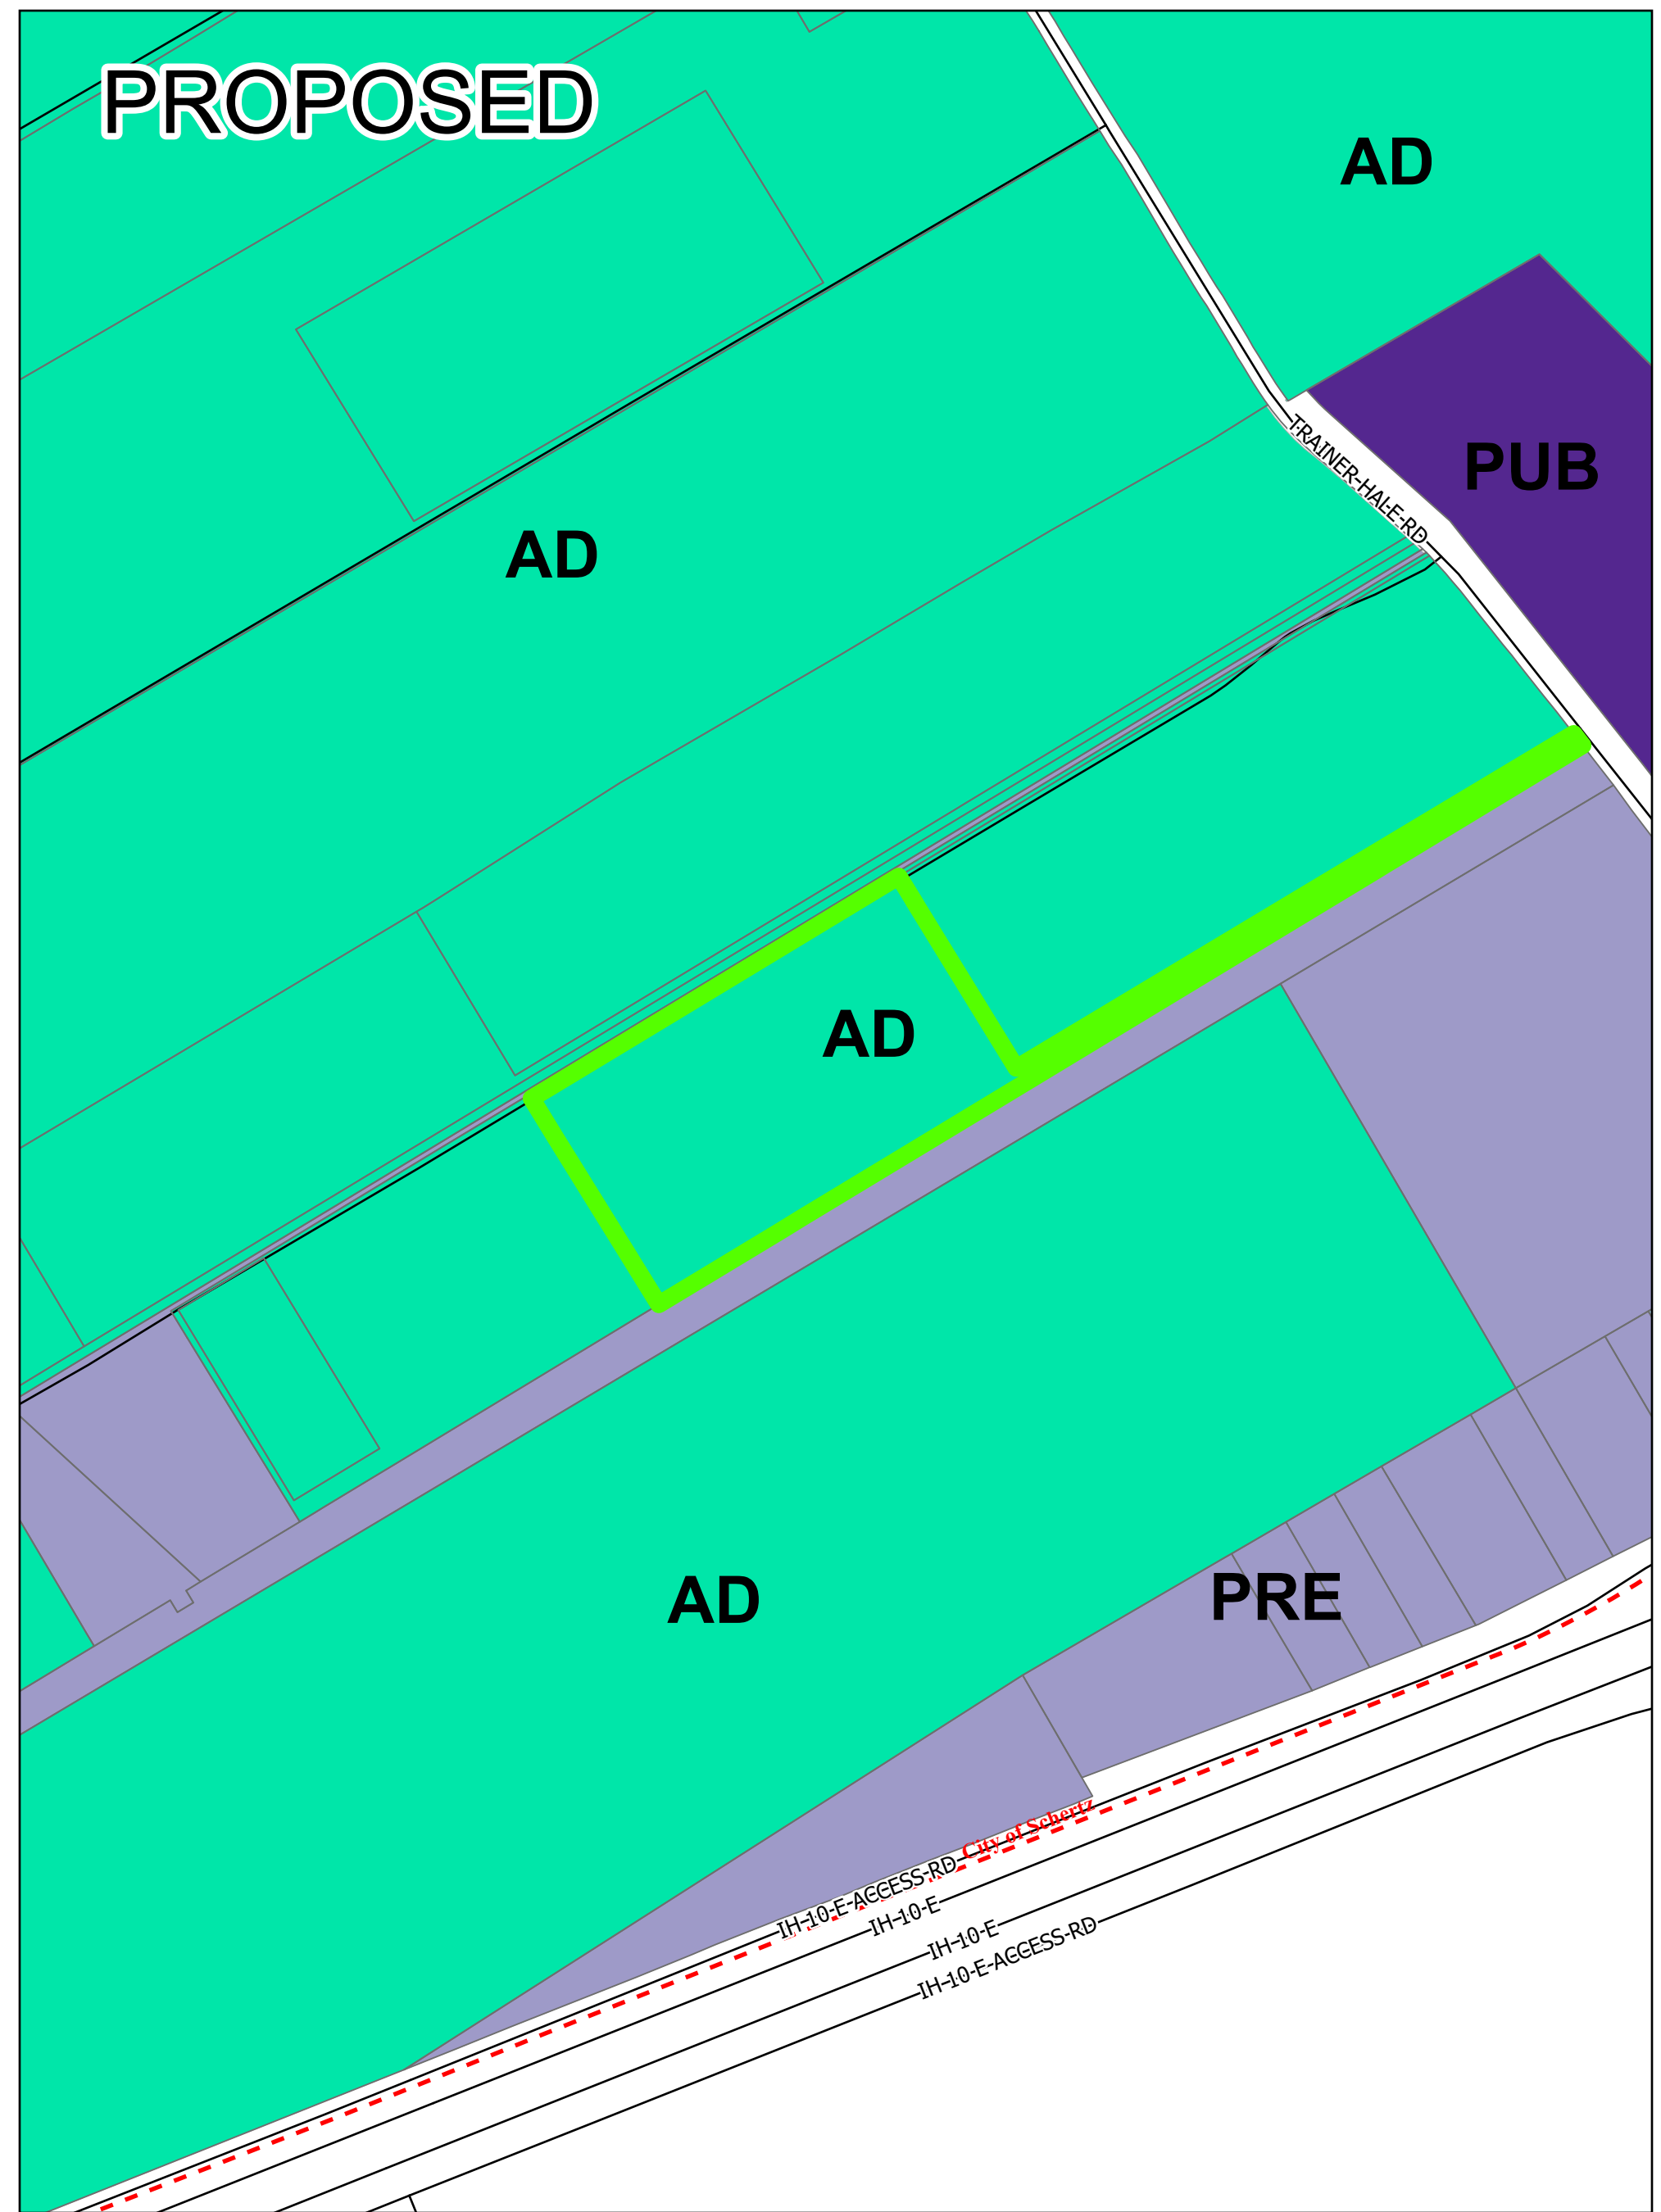 PROPOSED
AD
PUB
TRAINER-HALE-RD
AD
AD
AD
PRE
City of Schertz
IH-10-E-ACCESS-RD
IH-10-E
IH-10-E
IH-10-E-ACCESS-RD